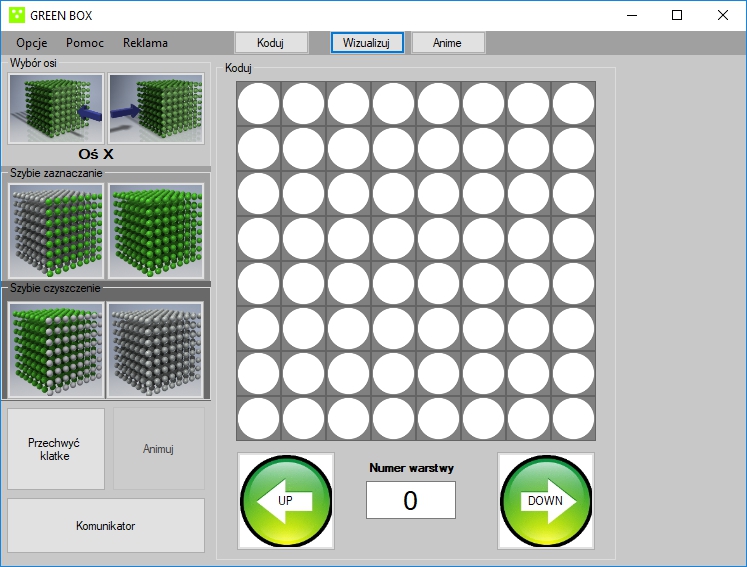 GREEN BOX
Opcje Pomoc Reklama Koduj Wizualizuj Anime
Wybór osi
Oś X
Szybie zaznaczanie
Szybie czyszczenie
Przechwyć
klatke
Animuj
Komunikator
Koduj
UP
Numer warstwy
0
DOWN